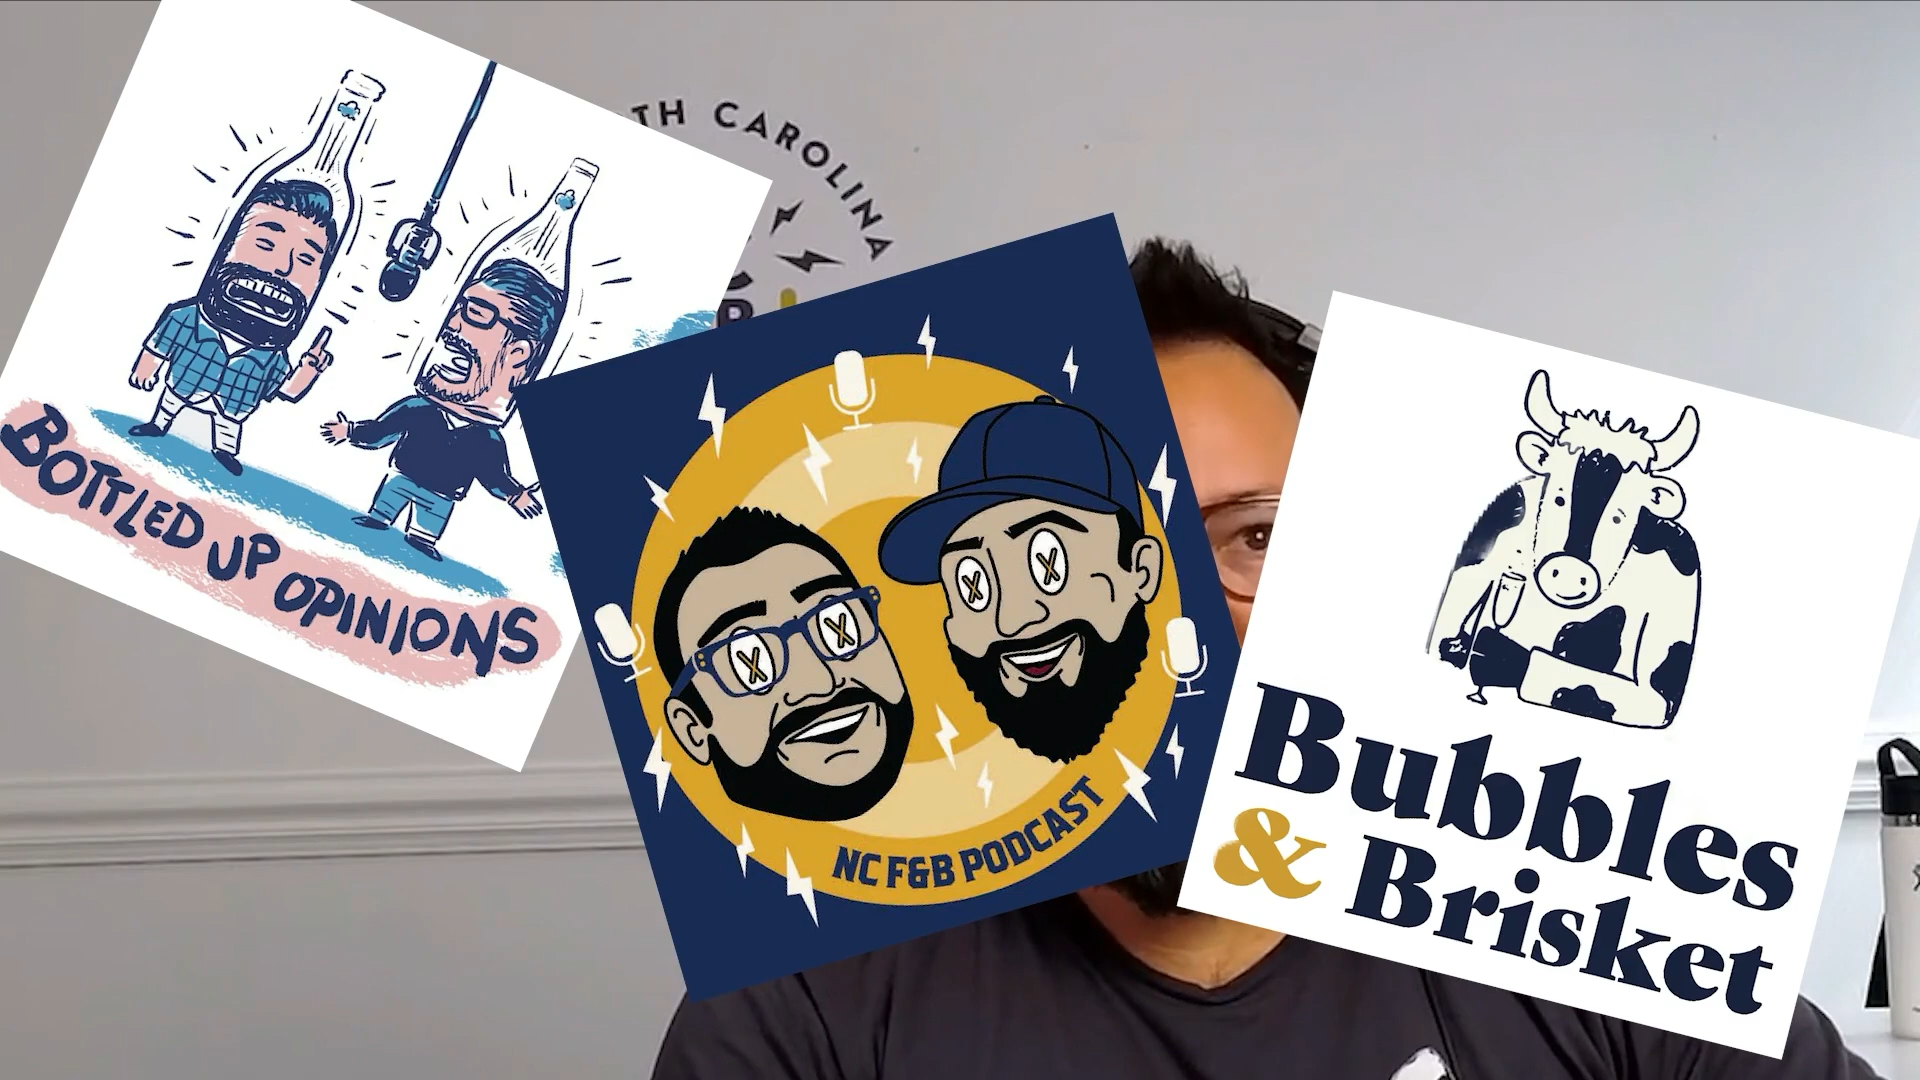 TH CAROLINA
BOTTLED UP OPINIONS
NC F&B PODCAST
Bubbles
& Brisket